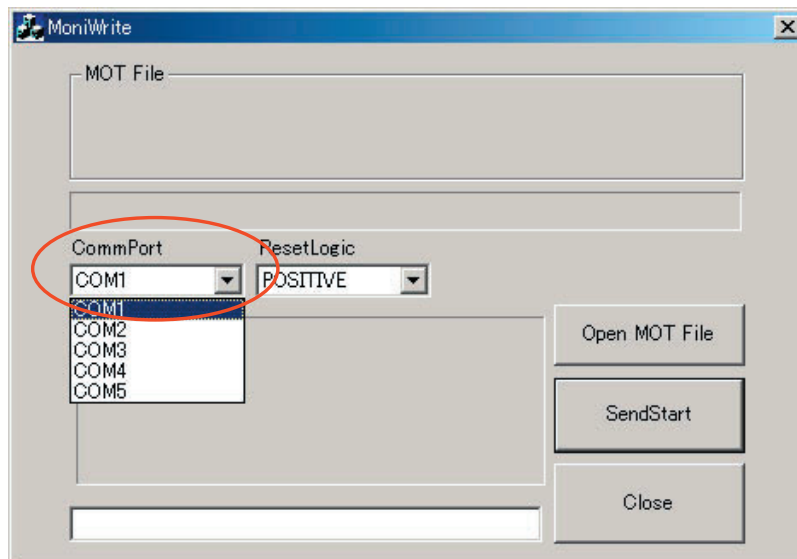 MoniWrite
MOT File
CommPort ResetLogic
COM1 POSITIVE
COM1
COM2
COM3
COM4
COM5
Open MOT File
SendStart
Close